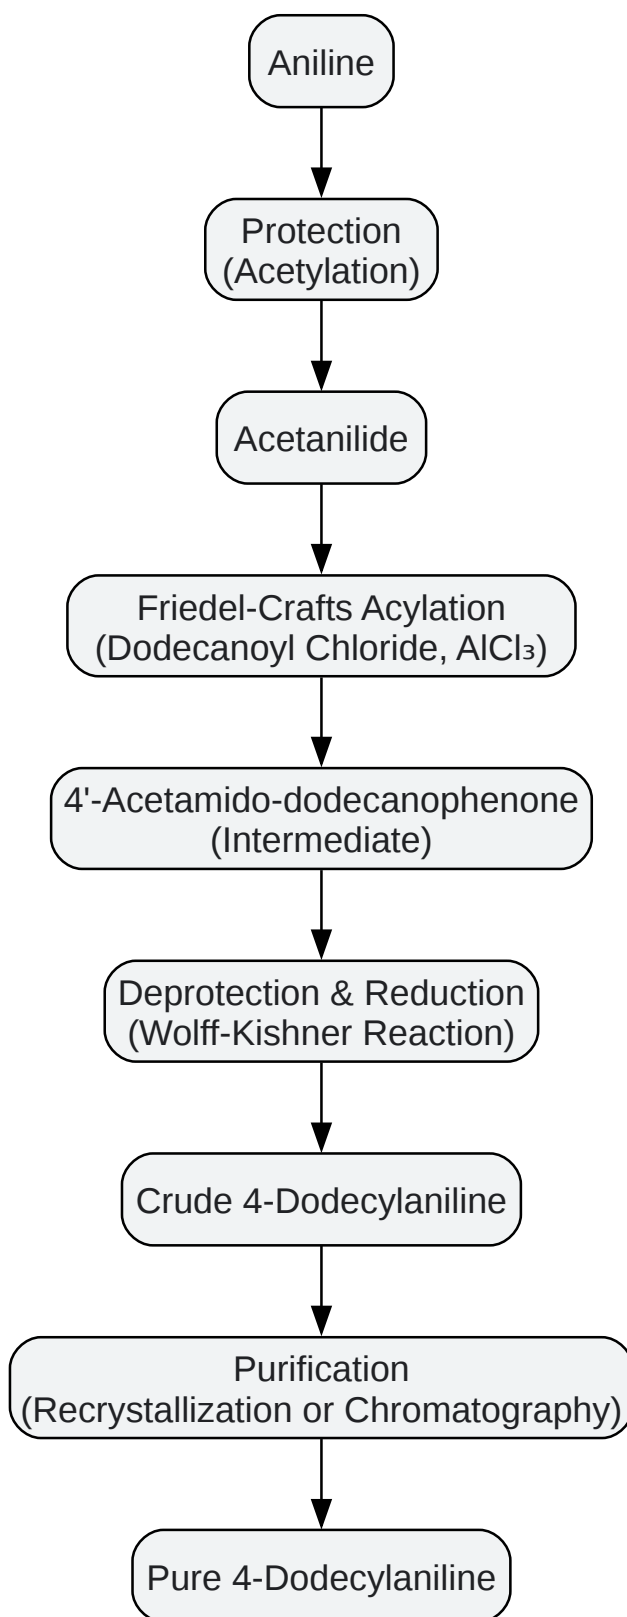 Aniline
Protection
(Acetylation)
Acetanilide
Friedel-Crafts Acylation
(Dodecanoyl Chloride, AlCl₃)
4'-Acetamido-dodecanophenone
(Intermediate)
Deprotection & Reduction
(Wolff-Kishner Reaction)
Crude 4-Dodecylaniline
Purification
(Recrystallization or Chromatography)
Pure 4-Dodecylaniline